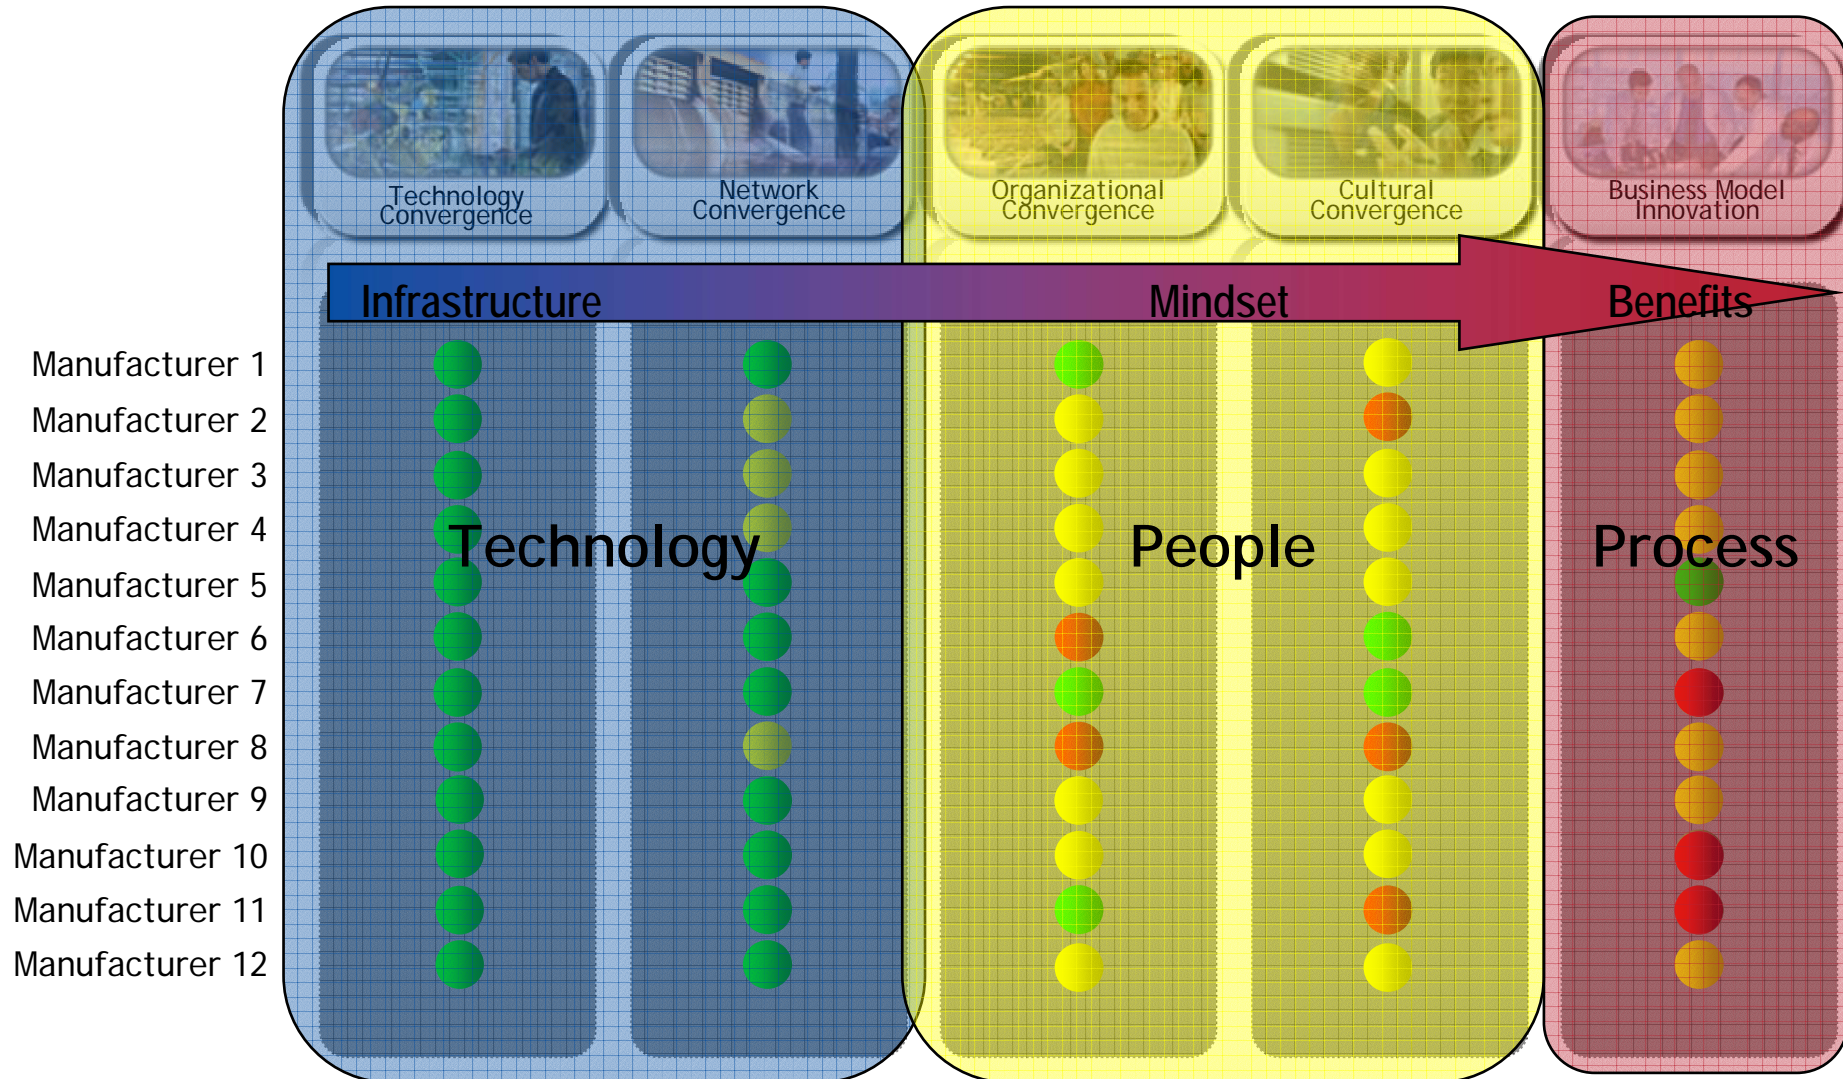 Technology
Convergence
Network
Convergence
Organizational
Convergence
Cultural
Convergence
Business Model
Innovation
Infrastructure
Mindset
Benefits
Manufacturer 1
Manufacturer 2
Manufacturer 3
Manufacturer 4
Technology
People
Process
Manufacturer 5
Manufacturer 6
Manufacturer 7
Manufacturer 8
Manufacturer 9
Manufacturer 10
Manufacturer 11
Manufacturer 12